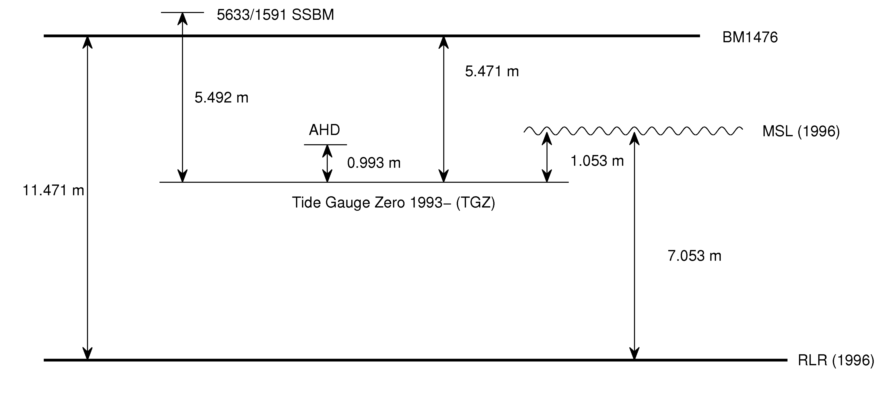 5633/1591 SSBM
BM1476
5.471 m
5.492 m
AHD
MSL (1996)
0.993 m
1.053 m
11.471 m
Tide Gauge Zero 1993− (TGZ)
7.053 m
RLR (1996)